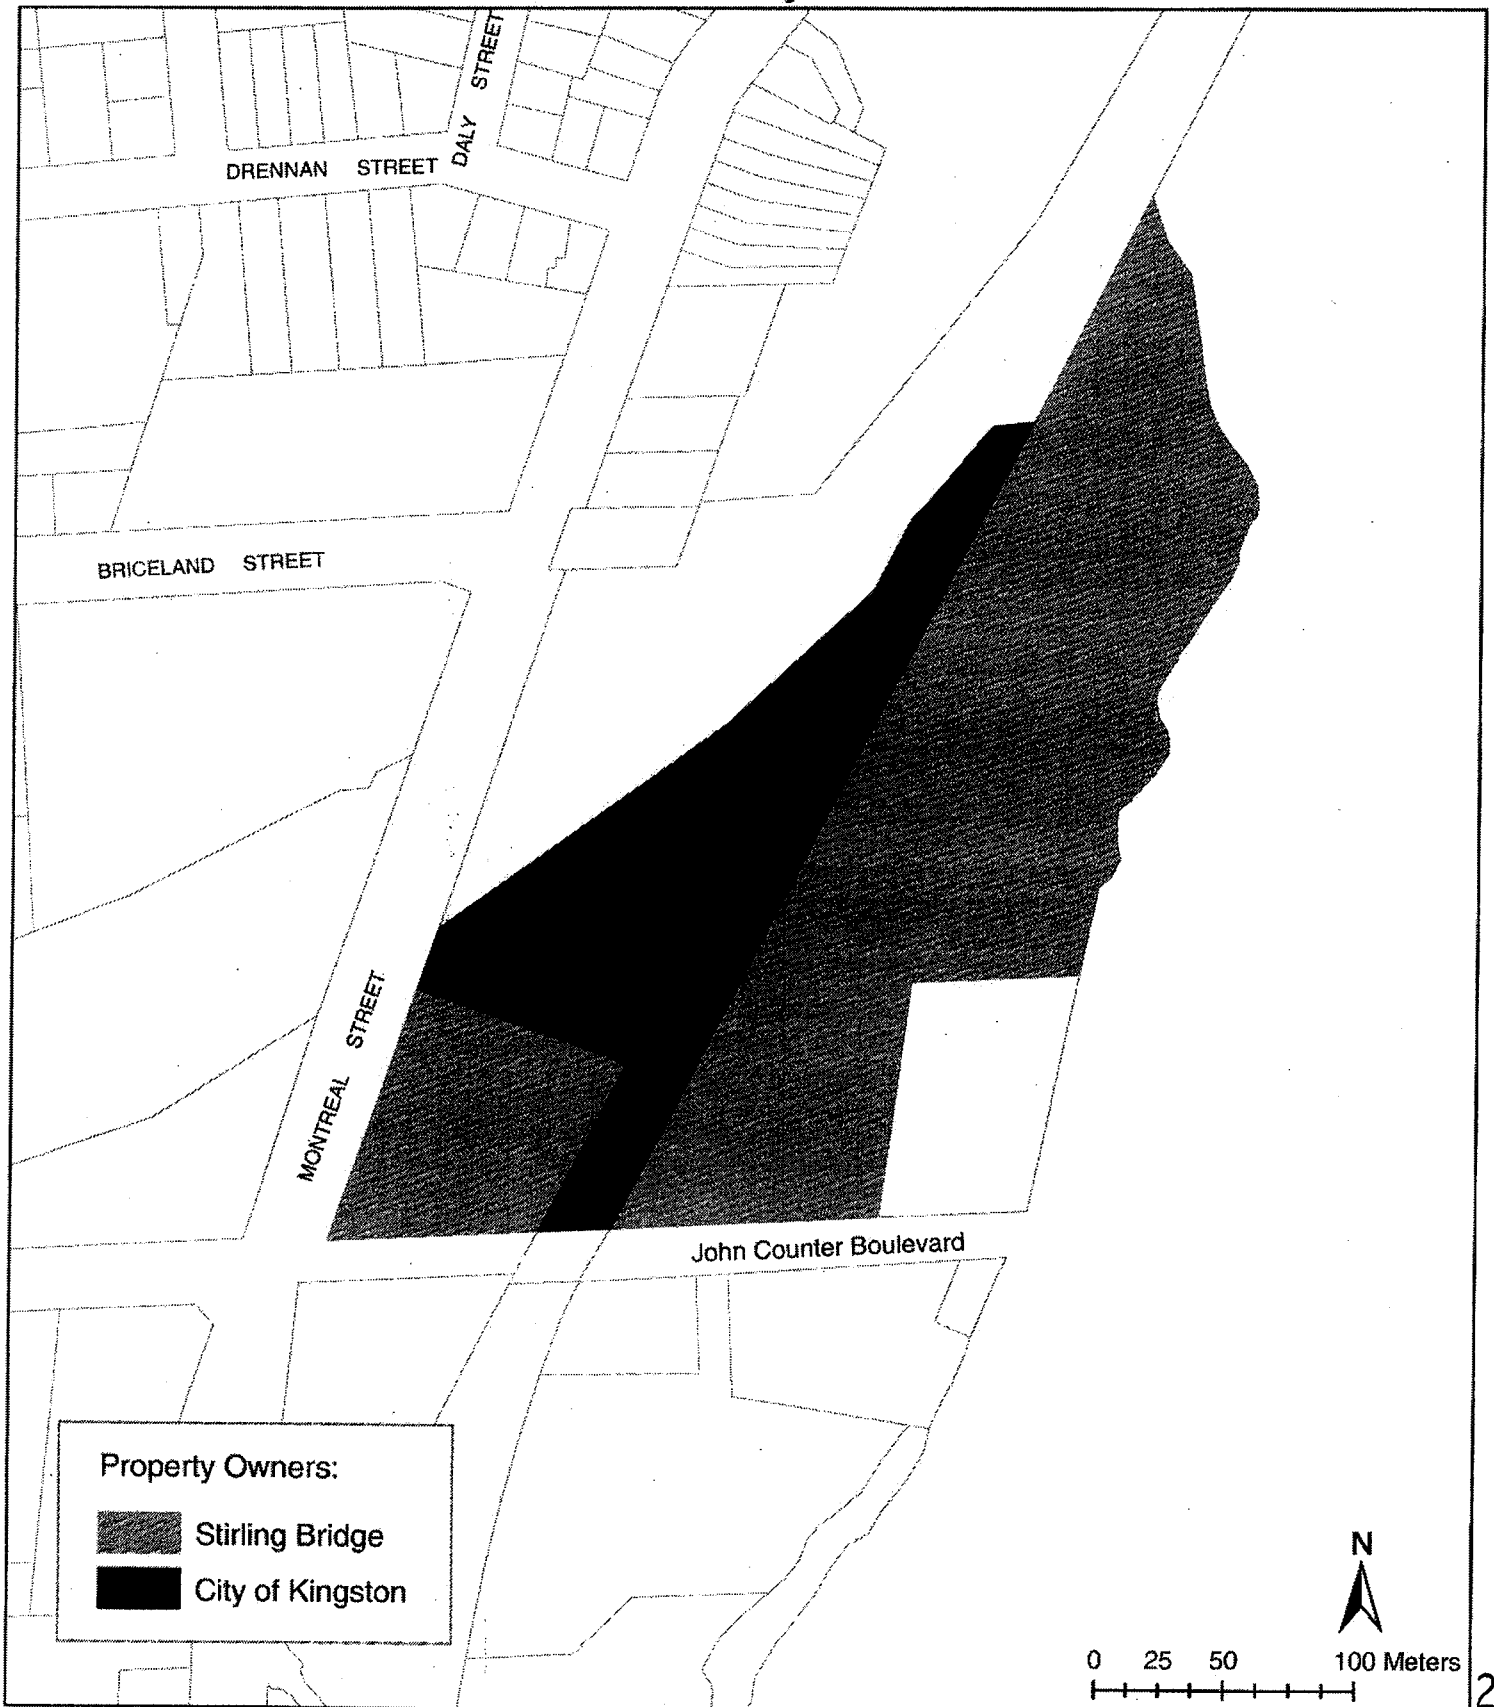 DALY STREET
DRENNAN STREET
BRICELAND STREET
MONTREAL STREET
John Counter Boulevard
Property Owners:
Stirling Bridge
City of Kingston
N
0 25 50 100 Meters
2